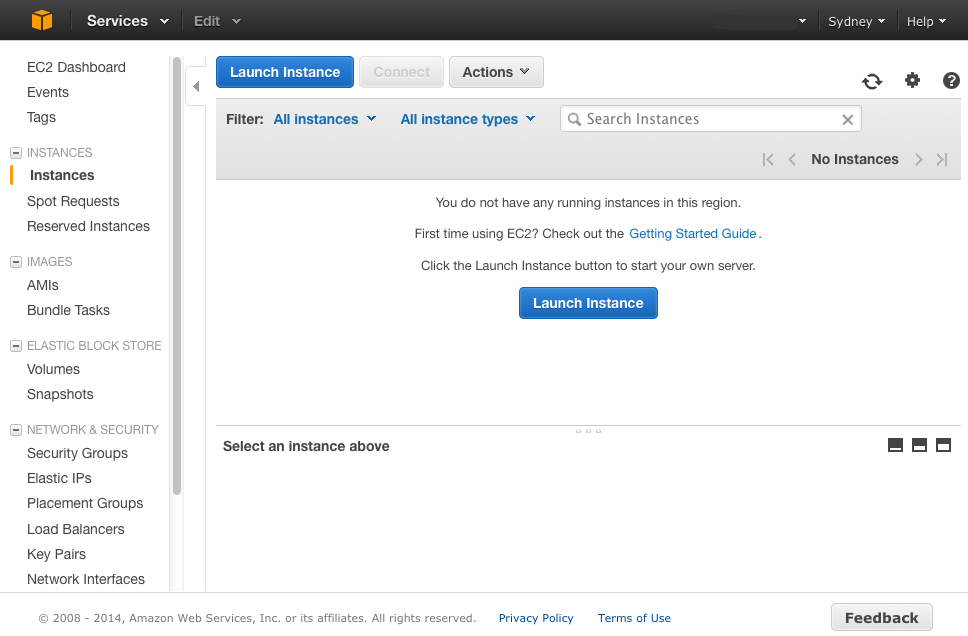 Services Edit Sydney Help
EC2 Dashboard
Events
Tags
INSTANCES
Instances
Spot Requests
Reserved Instances
IMAGES
AMIs
Bundle Tasks
ELASTIC BLOCK STORE
Volumes
Snapshots
NETWORK & SECURITY
Security Groups
Elastic IPs
Placement Groups
Load Balancers
Key Pairs
Network Interfaces
Launch Instance Connect Actions
Filter: All instances All instance types Search Instances
No Instances
You do not have any running instances in this region.
First time using EC2? Check out the Getting Started Guide.
Click the Launch Instance button to start your own server.
Launch Instance
Select an instance above
© 2008 - 2014, Amazon Web Services, Inc. or its affiliates. All rights reserved. Privacy Policy Terms of Use Feedback